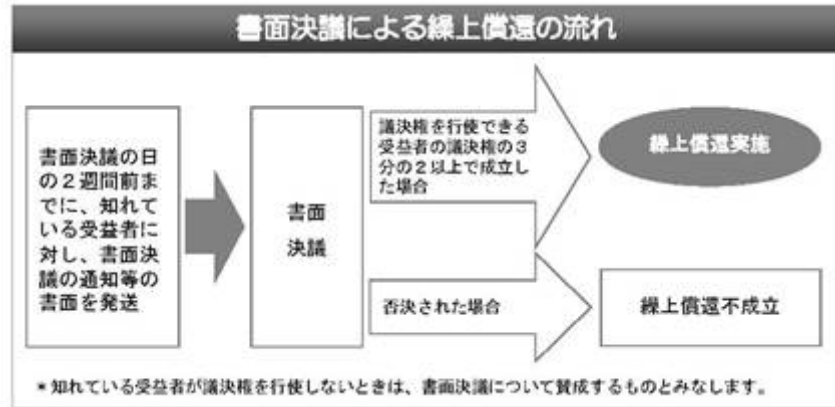 書面決議による繰上償還の流れ
書面決議の日
の2週間前ま
でに、知れて
いる受益者に
対し、書面決
議の通知等の
書面を発送
書面
決議
議決権を行使できる
受益者の議決権の3
分の2以上で成立し
た場合
繰上償還実施
否決された場合
繰上償還不成立
*知れている受益者が議決権を行使しないときは、書面決議について賛成するものとみなします。